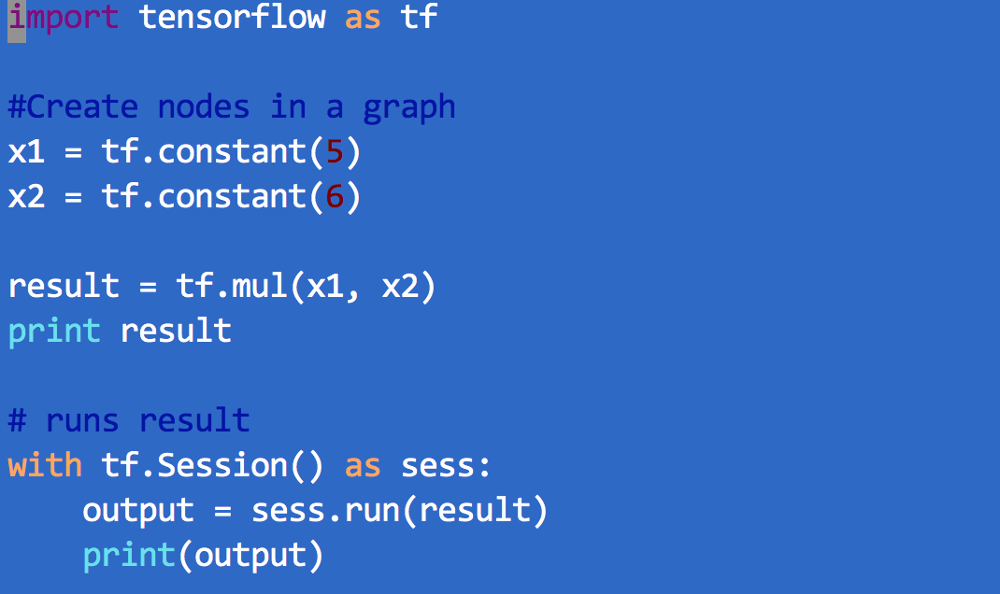 import tensorflow as tf
#Create nodes in a graph
x1 = tf.constant(5)
x2 = tf.constant(6)
result = tf.mul(x1, x2)
print result
# runs result
with tf.Session() as sess:
    output = sess.run(result)
    print(output)